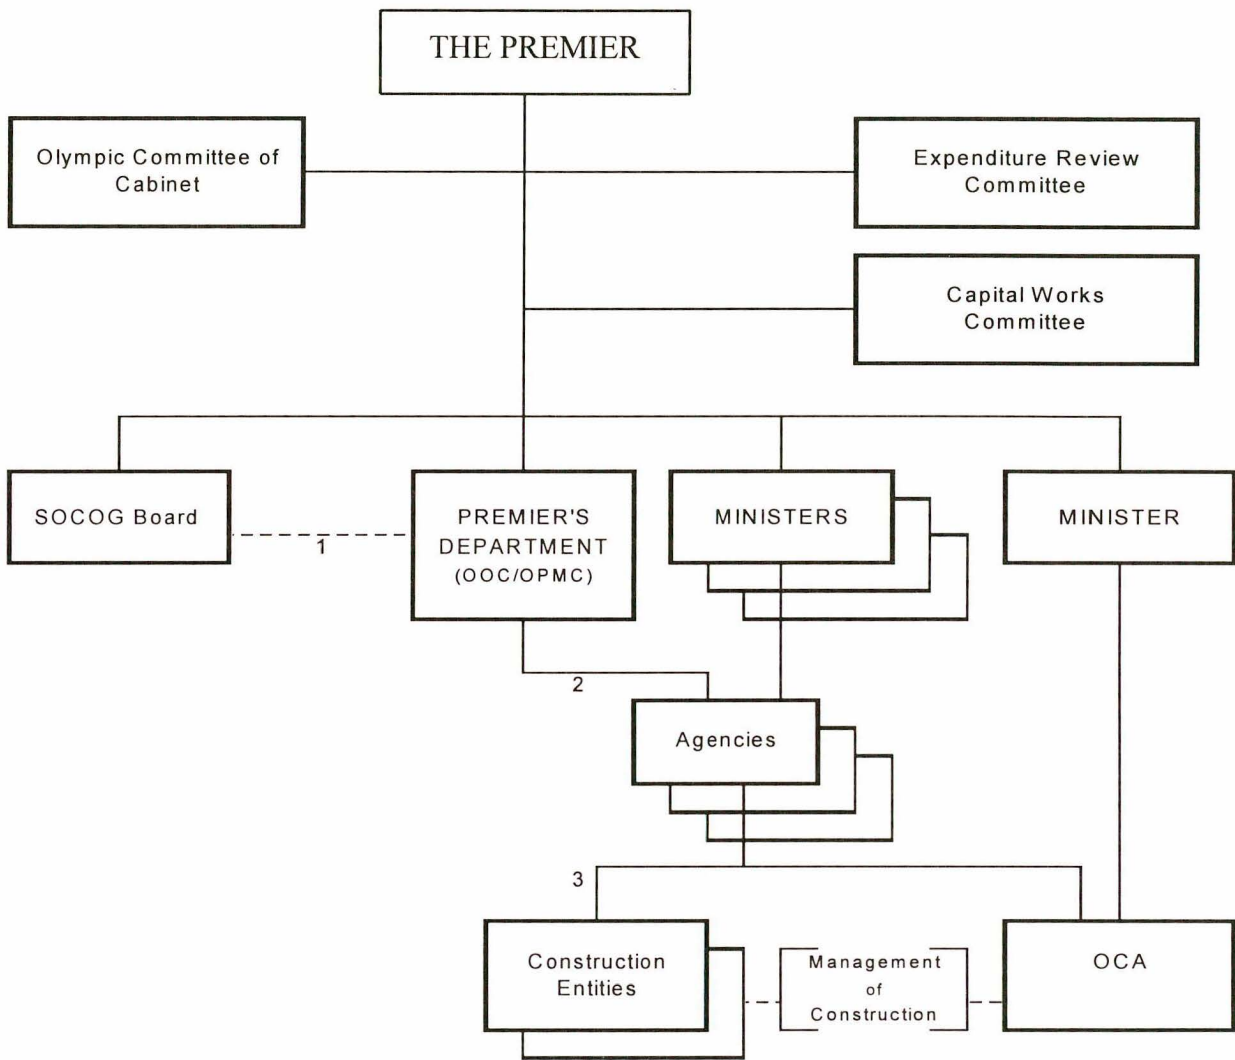 THE PREMIER
Olympic Committee of
Cabinet
Expenditure Review
Committee
Capital Works
Committee
SOCOG Board
1
PREMIER'S
DEPARTMENT
(OOC/OPMC)
MINISTERS
MINISTER
2
Agencies
3
Construction
Entities
Management
of
Construction
OCA